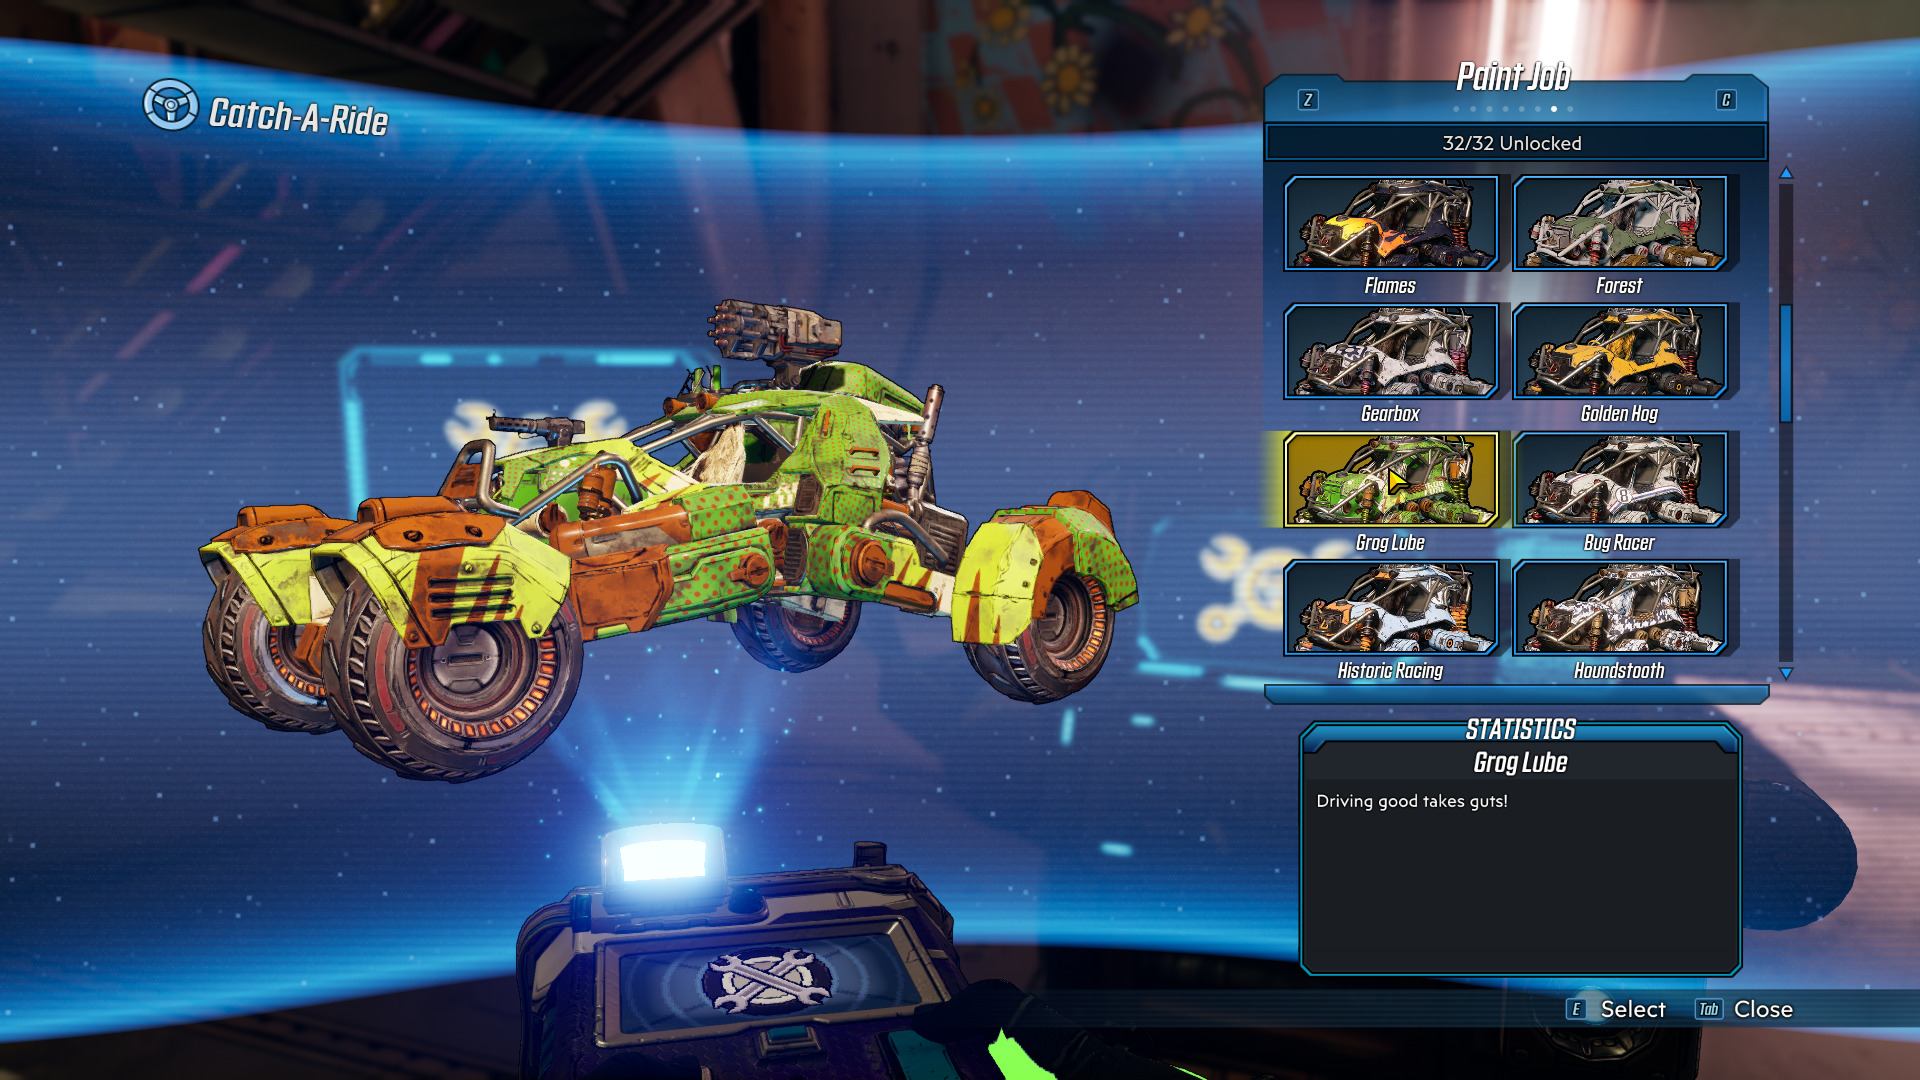 Catch-A-Ride
Paint Job
Z
C
32/32 Unlocked
Flames
Forest
Gearbox
Golden Hog
Grog Lube
Bug Racer
8
Historic Racing
Houndstooth
STATISTICS
Grog Lube
Driving good takes guts!
E Select
Tab Close